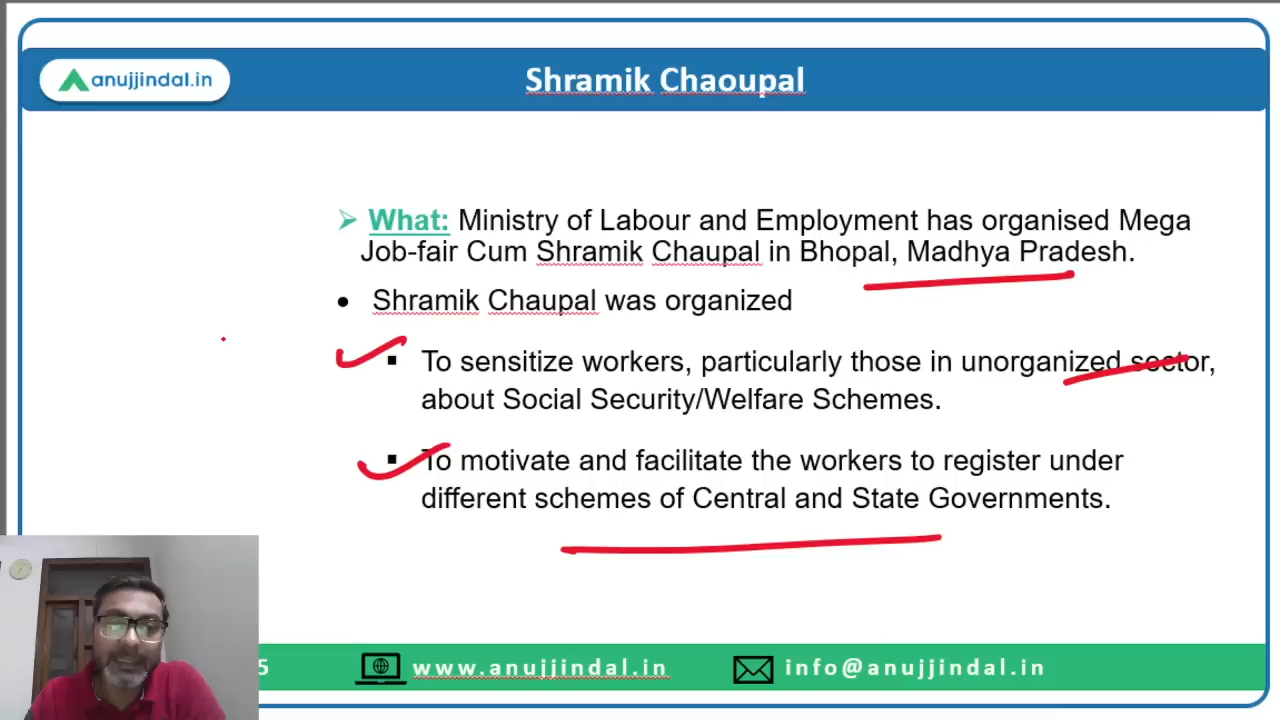 anujjindal.in
Shramik Chaoupal
What: Ministry of Labour and Employment has organised Mega
Job-fair Cum Shramik Chaupal in Bhopal, Madhya Pradesh.
Shramik Chaupal was organized
To sensitize workers, particularly those in unorganized sector,
about Social Security/Welfare Schemes.
To motivate and facilitate the workers to register under
different schemes of Central and State Governments.
5
www.anujjindal.in
info@anujjindal.in